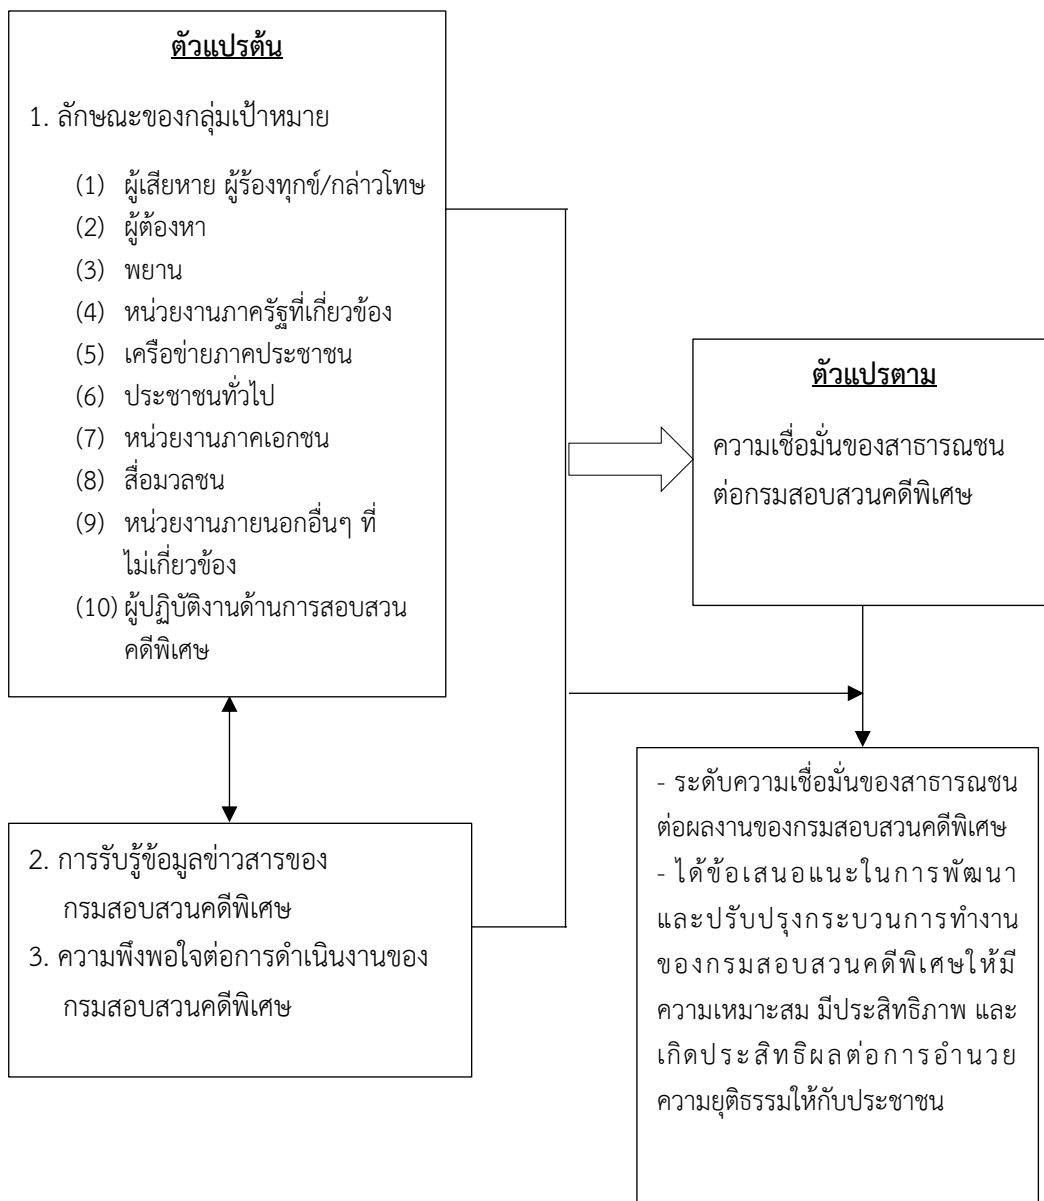 ตัวแปรต้น
1. ลักษณะของกลุ่มเป้าหมาย
(1) ผู้เสียหาย ผู้ร้องทุกข์/กล่าวโทษ
(2) ผู้ต้องหา
(3) พยาน
(4) หน่วยงานภาครัฐที่เกี่ยวข้อง
(5) เครือข่ายภาคประชาชน
(6) ประชาชนทั่วไป
(7) หน่วยงานภาคเอกชน
(8) สื่อมวลชน
(9) หน่วยงานภายนอกอื่นๆ ที่
ไม่เกี่ยวข้อง
(10) ผู้ปฏิบัติงานด้านการสอบสวน
คดีพิเศษ
2. การรับรู้ข้อมูลข่าวสารของ
กรมสอบสวนคดีพิเศษ
3. ความพึงพอใจต่อการดำเนินงานของ
กรมสอบสวนคดีพิเศษ
ตัวแปรตาม
ความเชื่อมั่นของสาธารณชน
ต่อกรมสอบสวนคดีพิเศษ
- ระดับความเชื่อมั่นของสาธารณชน
ต่อผลงานของกรมสอบสวนคดีพิเศษ
- ได้ข้อเสนอแนะในการพัฒนา
และปรับปรุงกระบวนการทำงาน
ของกรมสอบสวนคดีพิเศษให้มี
ความเหมาะสม มีประสิทธิภาพ และ
เกิดประสิทธิผลต่อการอำนวย
ความยุติธรรมให้กับประชาชน